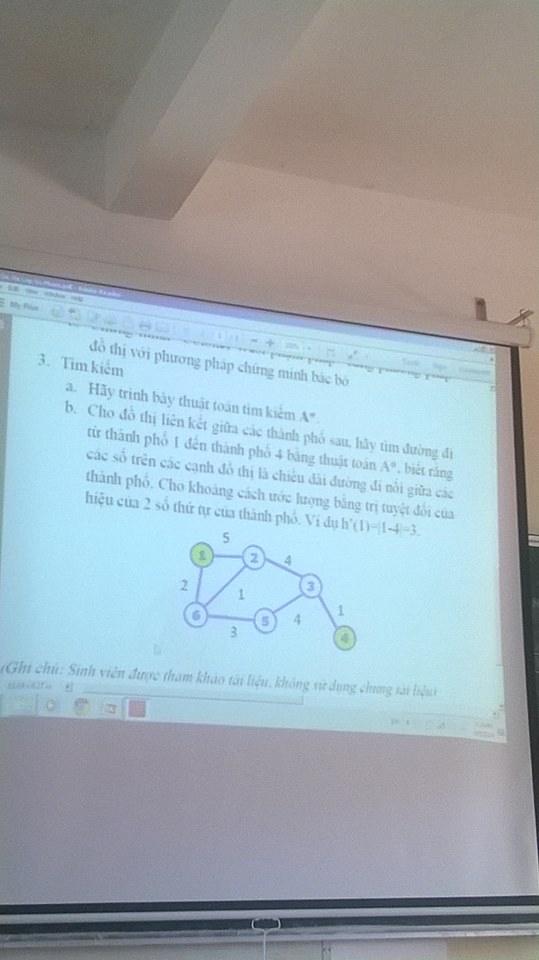 My Print
đồ thị với phương pháp chứng minh bác bỏ
3. Tìm kiếm
a. Hãy trình bày thuật toán tìm kiếm A*.
b. Cho đồ thị liên kết giữa các thành phố sau, hãy tìm đường đi
từ thành phố 1 đến thành phố 4 bằng thuật toán A*, biết rằng
các số trên các cạnh đồ thị là chiều dài đường đi nối giữa các
thành phố. Cho khoảng cách ước lượng bằng trị tuyệt đối của
hiệu của 2 số thứ tự của thành phố. Ví dụ h'(1)=|1-4|=3.
5
1 2 4
3
2 1
6 5 4 1
3 4
(Ghi chú: Sinh viên được tham khảo tài liệu, không sử dụng chung tài liệu)